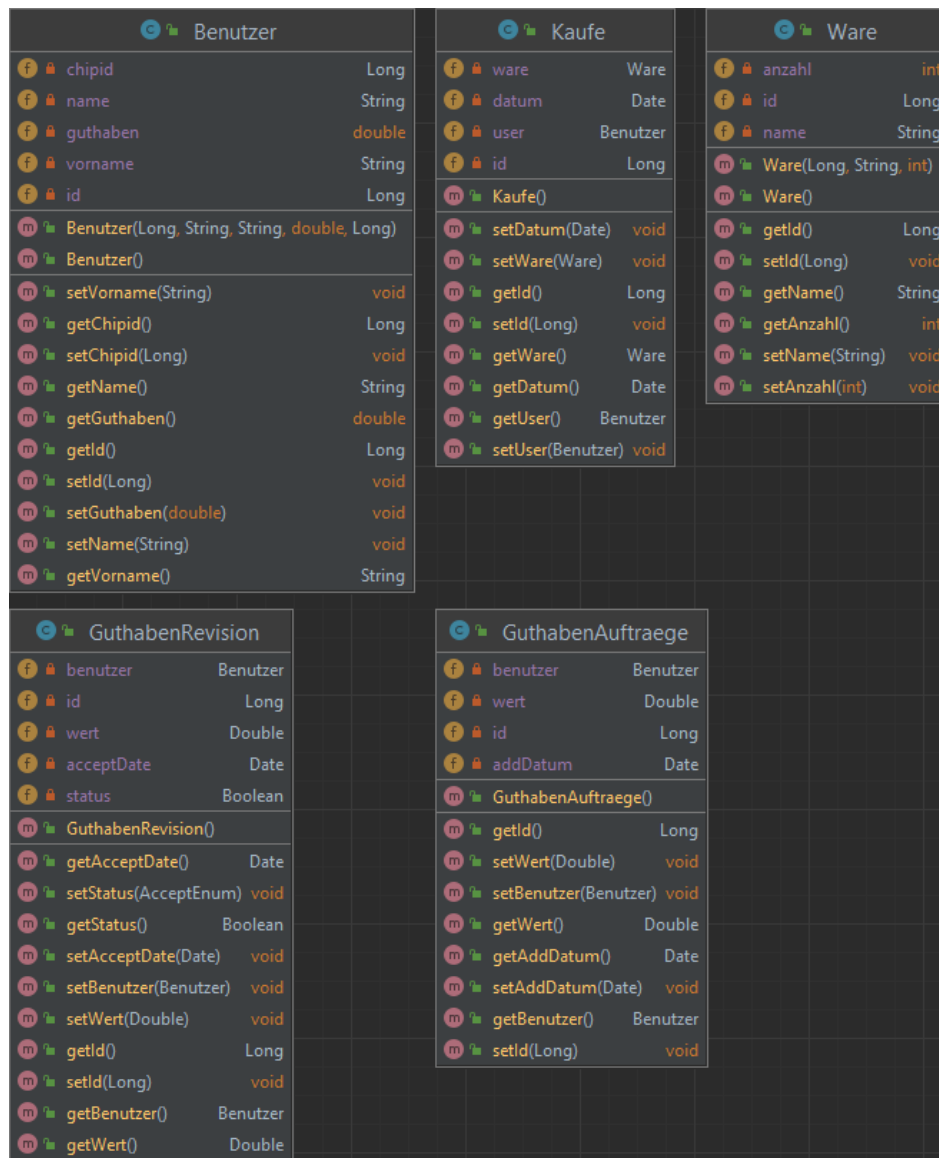 Benutzer
chipid Long
name String
guthaben double
vorname String
id Long
Benutzer(Long, String, String, double, Long)
Benutzer()
setVorname(String) void
getChipid() Long
setChipid(Long) void
getName() String
getGuthaben() double
getId() Long
setId(Long) void
setGuthaben(double) void
setName(String) void
getVorname() String
Kaufe
ware Ware
datum Date
user Benutzer
id Long
Kaufe()
setDatum(Date) void
setWare(Ware) void
getId() Long
setId(Long) void
getWare() Ware
getDatum() Date
getUser() Benutzer
setUser(Benutzer) void
Ware
anzahl int
id Long
name String
Ware(Long, String, int)
Ware()
getId() Long
setId(Long) void
getName() String
getAnzahl() int
setName(String) void
setAnzahl(int) void
GuthabenRevision
benutzer Benutzer
id Long
wert Double
acceptDate Date
status Boolean
GuthabenRevision()
getAcceptDate() Date
setStatus(AcceptEnum) void
getStatus() Boolean
setAcceptDate(Date) void
setBenutzer(Benutzer) void
setWert(Double) void
getId() Long
setId(Long) void
getBenutzer() Benutzer
getWert() Double
GuthabenAuftraege
benutzer Benutzer
wert Double
id Long
addDatum Date
GuthabenAuftraege()
getId() Long
setWert(Double) void
setBenutzer(Benutzer) void
getWert() Double
getAddDatum() Date
setAddDatum(Date) void
getBenutzer() Benutzer
setId(Long) void